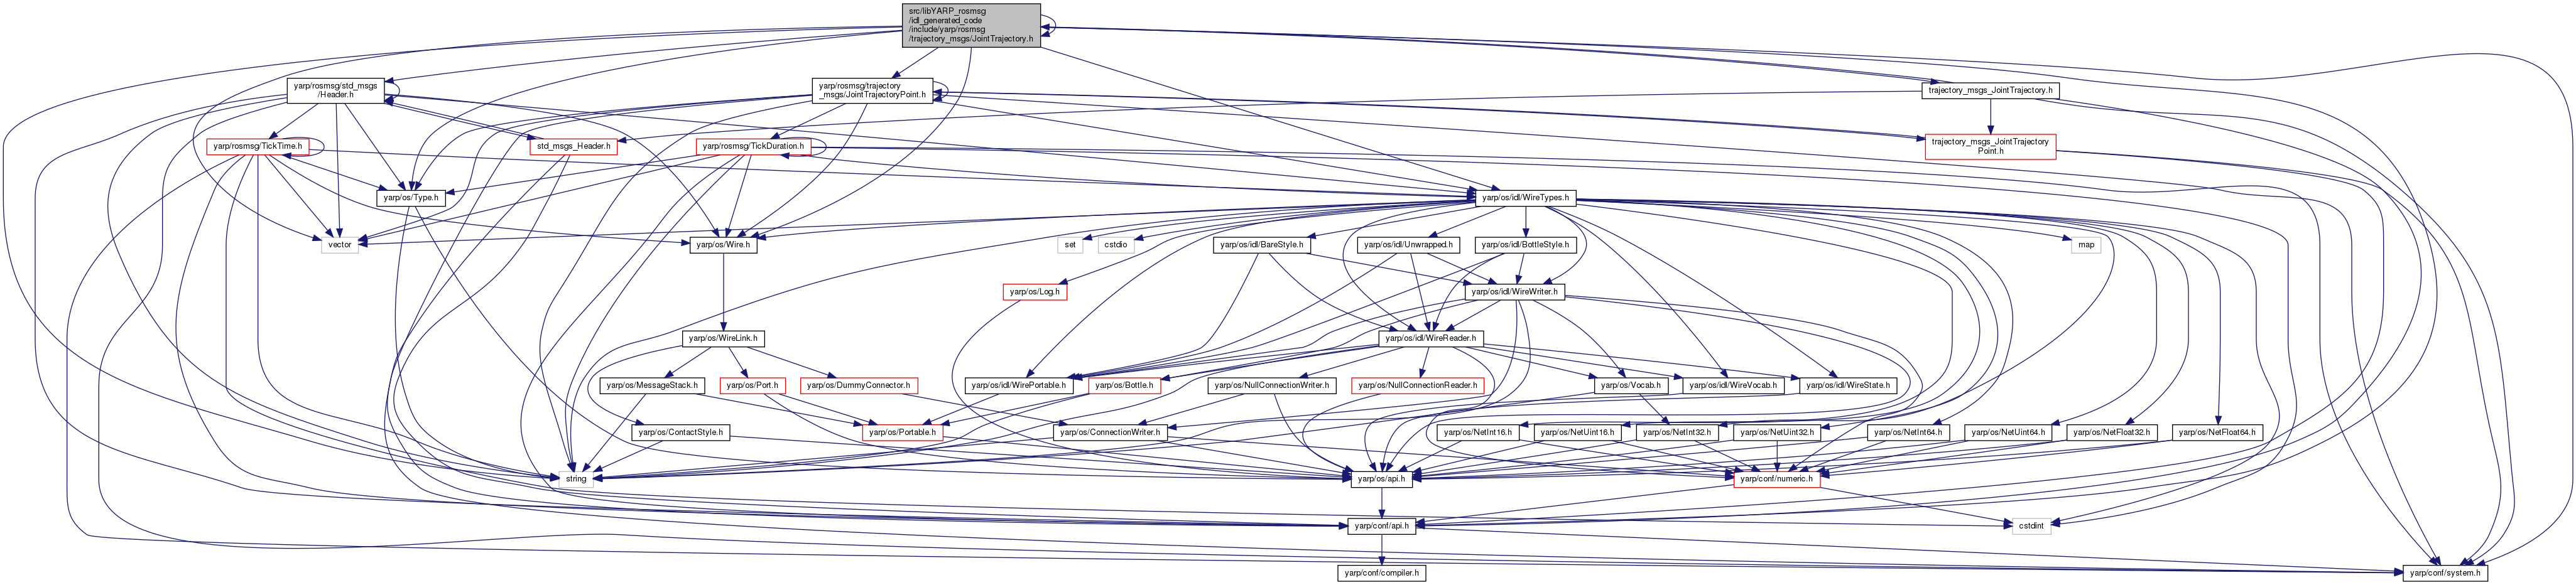 src/libYARP_rosmsg
/idl_generated_code
/include/yarp/rosmsg
/trajectory_msgs/JointTrajectory.h
yarp/rosmsg/std_msgs
/Header.h
yarp/rosmsg/trajectory
_msgs/JointTrajectoryPoint.h
trajectory_msgs_JointTrajectory.h
yarp/rosmsg/TickTime.h
std_msgs_Header.h
yarp/rosmsg/TickDuration.h
trajectory_msgs_JointTrajectory
Point.h
yarp/os/Type.h
yarp/os/idl/WireTypes.h
vector
yarp/os/Wire.h
set
cstdio
yarp/os/idl/BareStyle.h
yarp/os/idl/Unwrapped.h
yarp/os/idl/BottleStyle.h
map
yarp/os/Log.h
yarp/os/idl/WireWriter.h
yarp/os/WireLink.h
yarp/os/idl/WireReader.h
yarp/os/MessageStack.h
yarp/os/Port.h
yarp/os/DummyConnector.h
yarp/os/idl/WirePortable.h
yarp/os/Bottle.h
yarp/os/NullConnectionWriter.h
yarp/os/NullConnectionReader.h
yarp/os/Vocab.h
yarp/os/idl/WireVocab.h
yarp/os/idl/WireState.h
yarp/os/ContactStyle.h
yarp/os/Portable.h
yarp/os/ConnectionWriter.h
yarp/os/NetInt16.h
yarp/os/NetUint16.h
yarp/os/NetInt32.h
yarp/os/NetUint32.h
yarp/os/NetInt64.h
yarp/os/NetUint64.h
yarp/os/NetFloat32.h
yarp/os/NetFloat64.h
string
yarp/os/api.h
yarp/conf/numeric.h
yarp/conf/api.h
cstdint
yarp/conf/compiler.h
yarp/conf/system.h